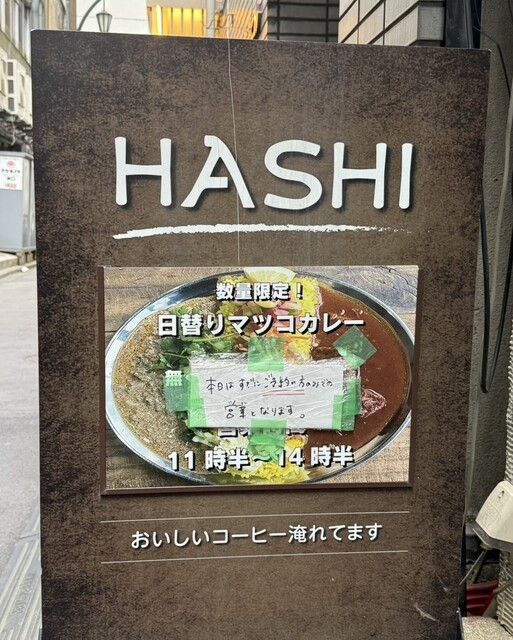 HASHI
数量限定！
日替りマツコカレー
本日はすでにご予約の方のみでの
営業となります。
11時半〜14時半
おいしいコーヒー淹れてます